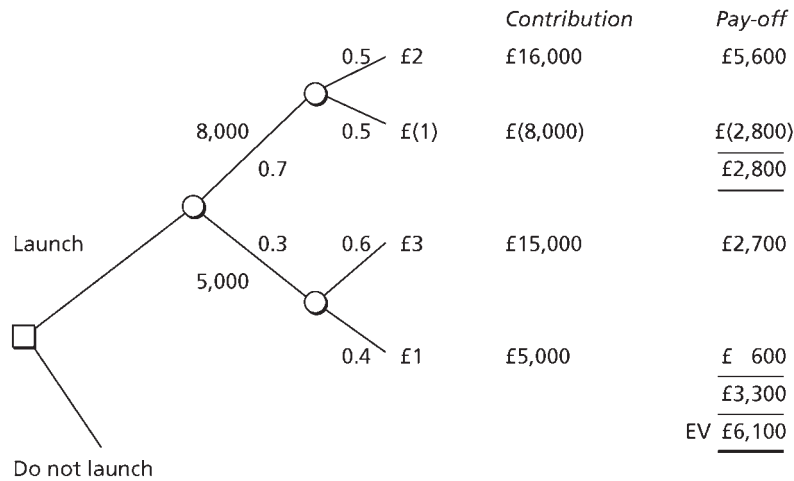 Contribution Pay-off
0.5 £2 £16,000 £5,600
8,000 0.5 £(1) £(8,000) £(2,800)
0.7 £2,800
Launch 0.3 0.6 £3 £15,000 £2,700
5,000
0.4 £1 £5,000 £ 600
£3,300
EV £6,100
Do not launch